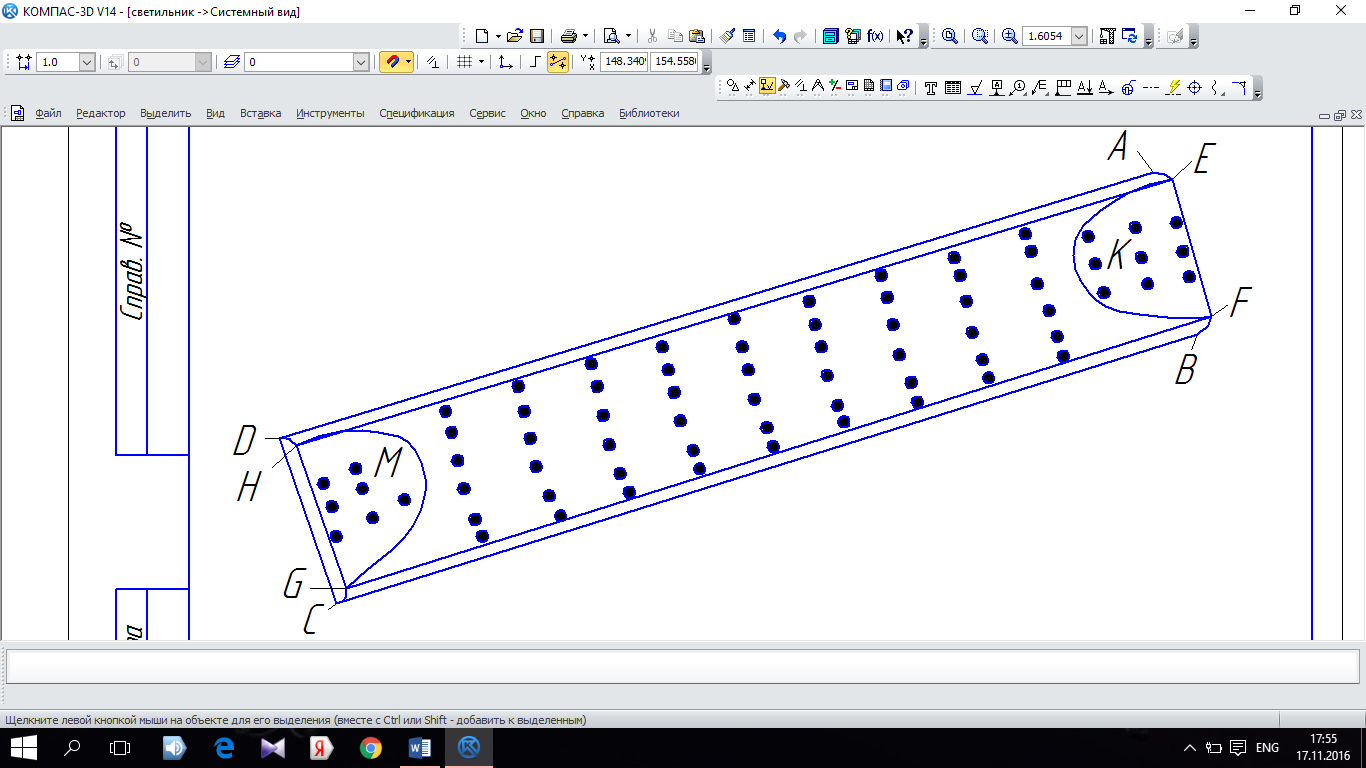 КОМПАС-3D V14 - [светильник ->Системный вид]
1.6054
1.0
0
0
148.340
154.558
Файл Редактор Выделить Вид Вставка Инструменты Спецификация Сервис Окно Справка Библиотеки
Справ. №
A
E
K
F
B
D
H
M
G
C
Щелкните левой кнопкой мыши на объекте для его выделения (вместе с Ctrl или Shift - добавить к выделенным)
ENG
17:55
17.11.2016